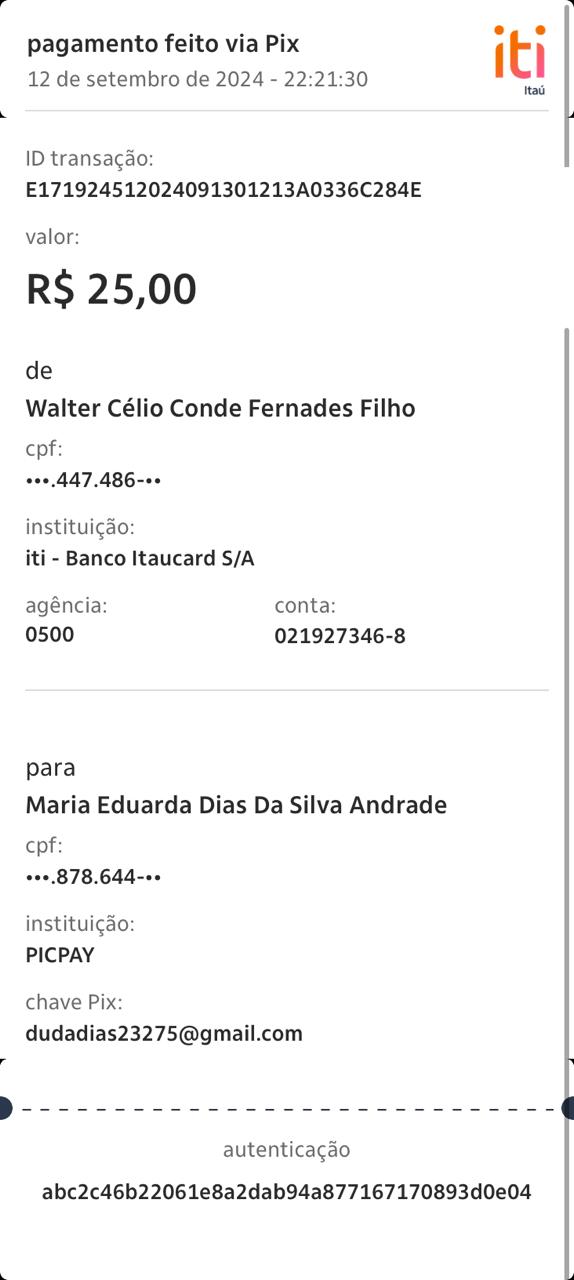 pagamento feito via Pix
12 de setembro de 2024 - 22:21:30
iti
Itaú
ID transação:
E171924512024091301213A0336C284E
valor:
R$ 25,00
de
Walter Célio Conde Fernades Filho
cpf:
•••.447.486-••
instituição:
iti - Banco Itaucard S/A
agência: conta:
0500 021927346-8
para
Maria Eduarda Dias Da Silva Andrade
cpf:
•••.878.644-••
instituição:
PICPAY
chave Pix:
dudadias23275@gmail.com
autenticação
abc2c46b22061e8a2dab94a877167170893d0e04